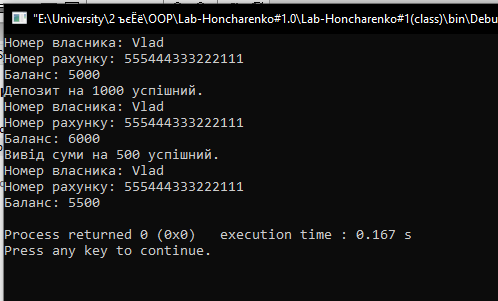 "E:\University\2 ъєЁё\OOP\Lab-Honcharenko#1.0\Lab-Honcharenko#1(class)\bin\Debu
Номер власника: Vlad
Номер рахунку: 555444333222111
Баланс: 5000
Депозит на 1000 успішний.
Номер власника: Vlad
Номер рахунку: 555444333222111
Баланс: 6000
Вивід суми на 500 успішний.
Номер власника: Vlad
Номер рахунку: 555444333222111
Баланс: 5500
Process returned 0 (0x0)   execution time : 0.167 s
Press any key to continue.